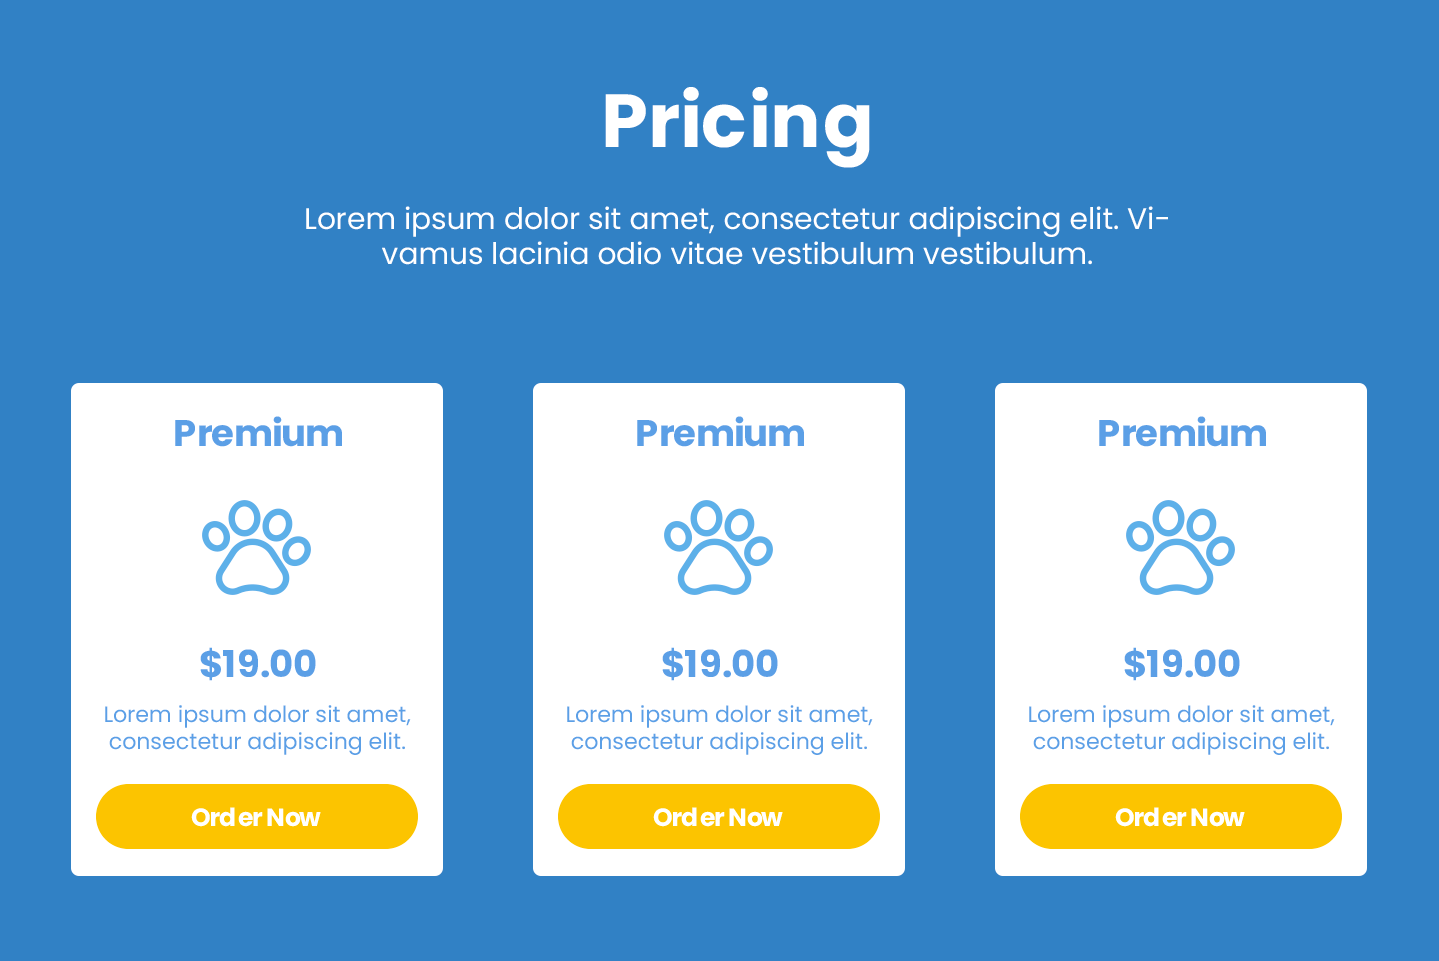 Pricing
Lorem ipsum dolor sit amet, consectetur adipiscing elit. Vi-
vamus lacinia odio vitae vestibulum vestibulum.
Premium
$19.00
Lorem ipsum dolor sit amet,
consectetur adipiscing elit.
Order Now
Premium
$19.00
Lorem ipsum dolor sit amet,
consectetur adipiscing elit.
Order Now
Premium
$19.00
Lorem ipsum dolor sit amet,
consectetur adipiscing elit.
Order Now